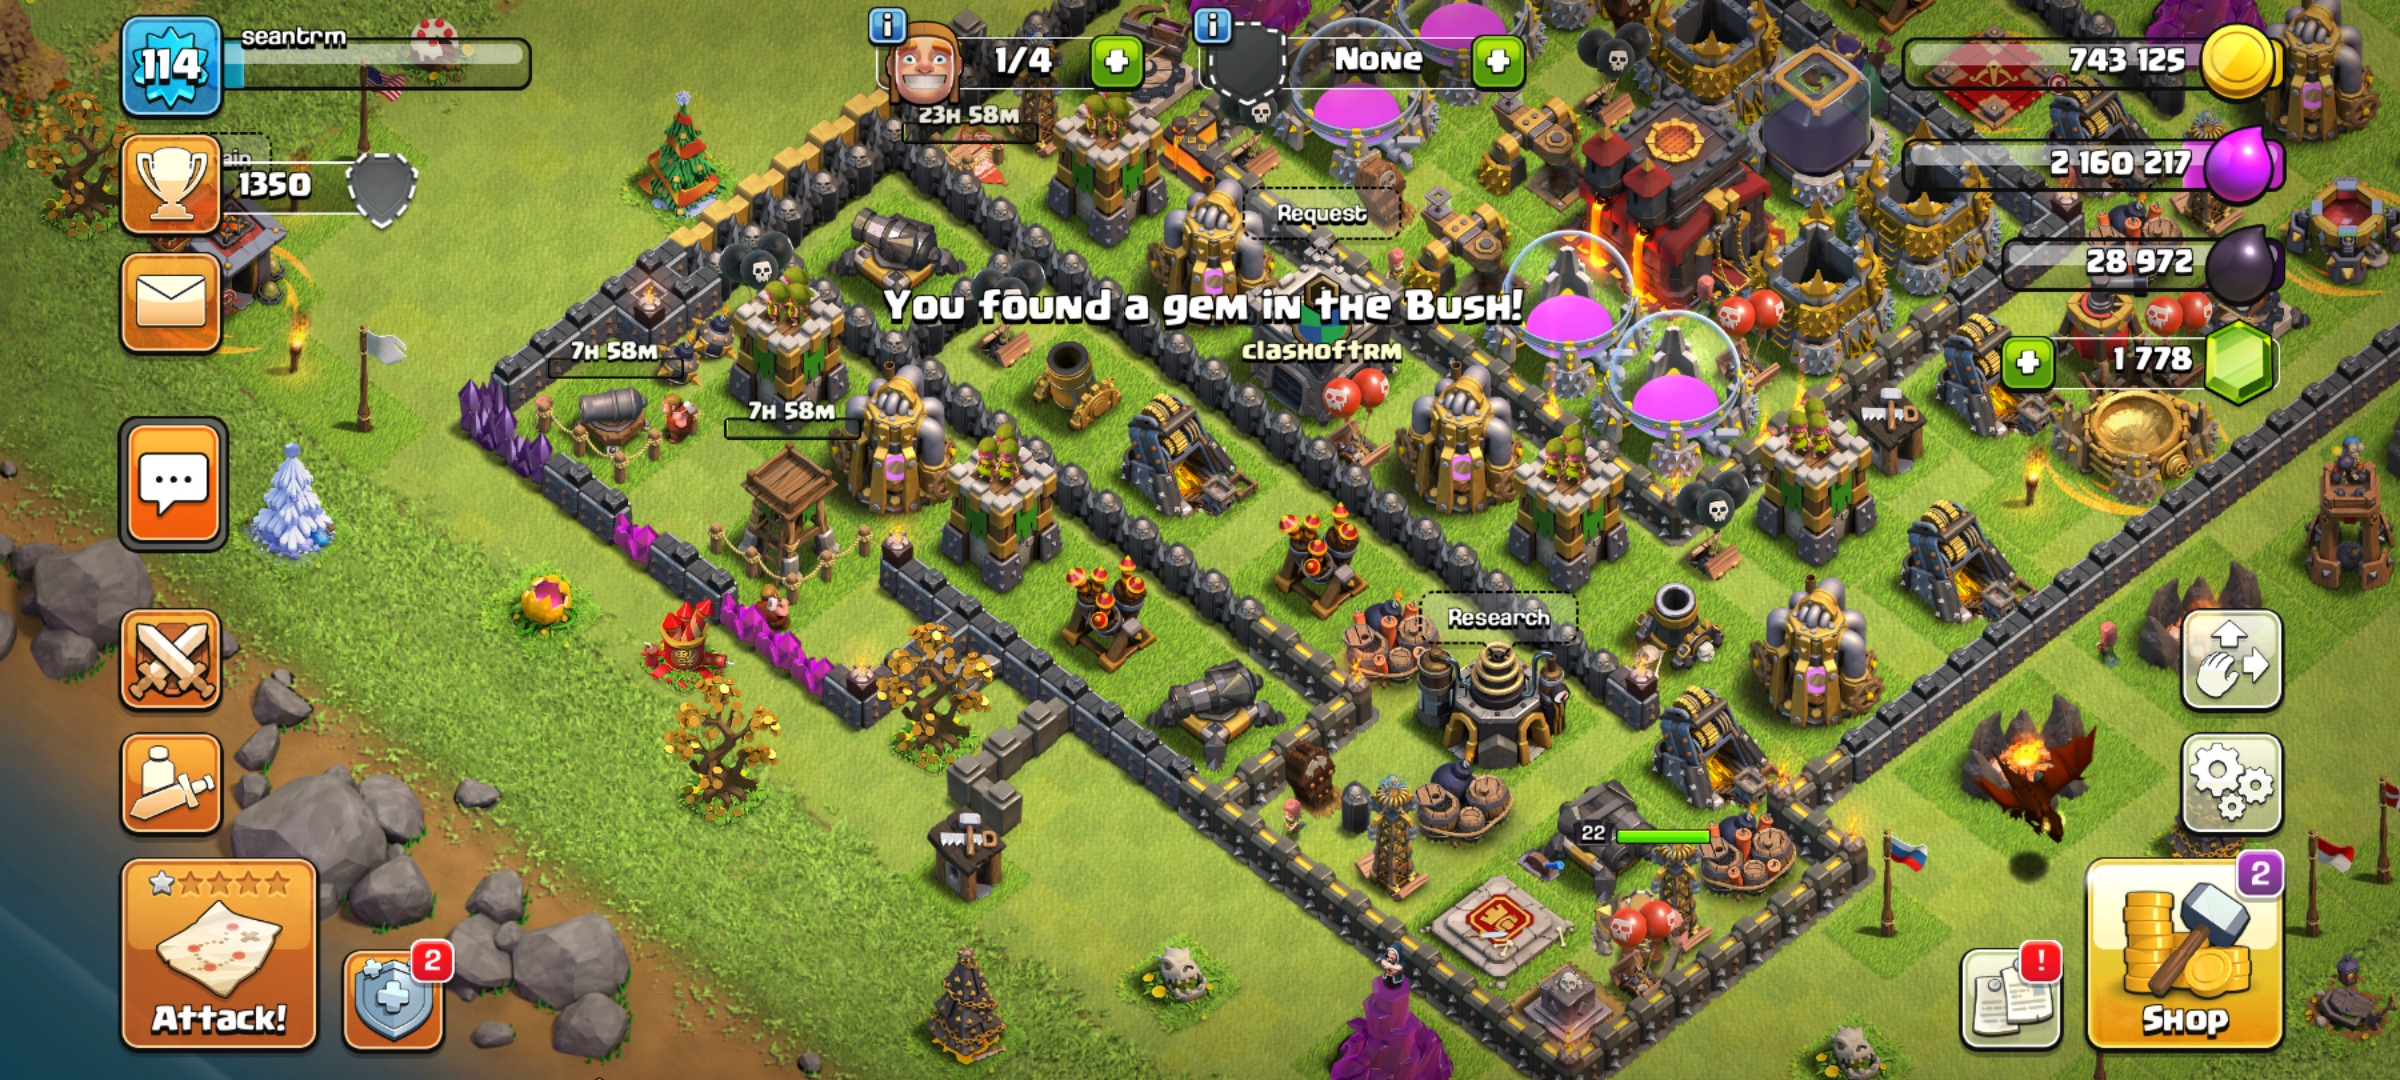 114
seantrm
1350
1/4
23H 58M
None
743 125
2 160 217
28 972
1 778
Request
You found a gem in the Bush!
clashoftrm
7H 58M
7H 58M
Research
22
Attack!
2
!
2
Shop